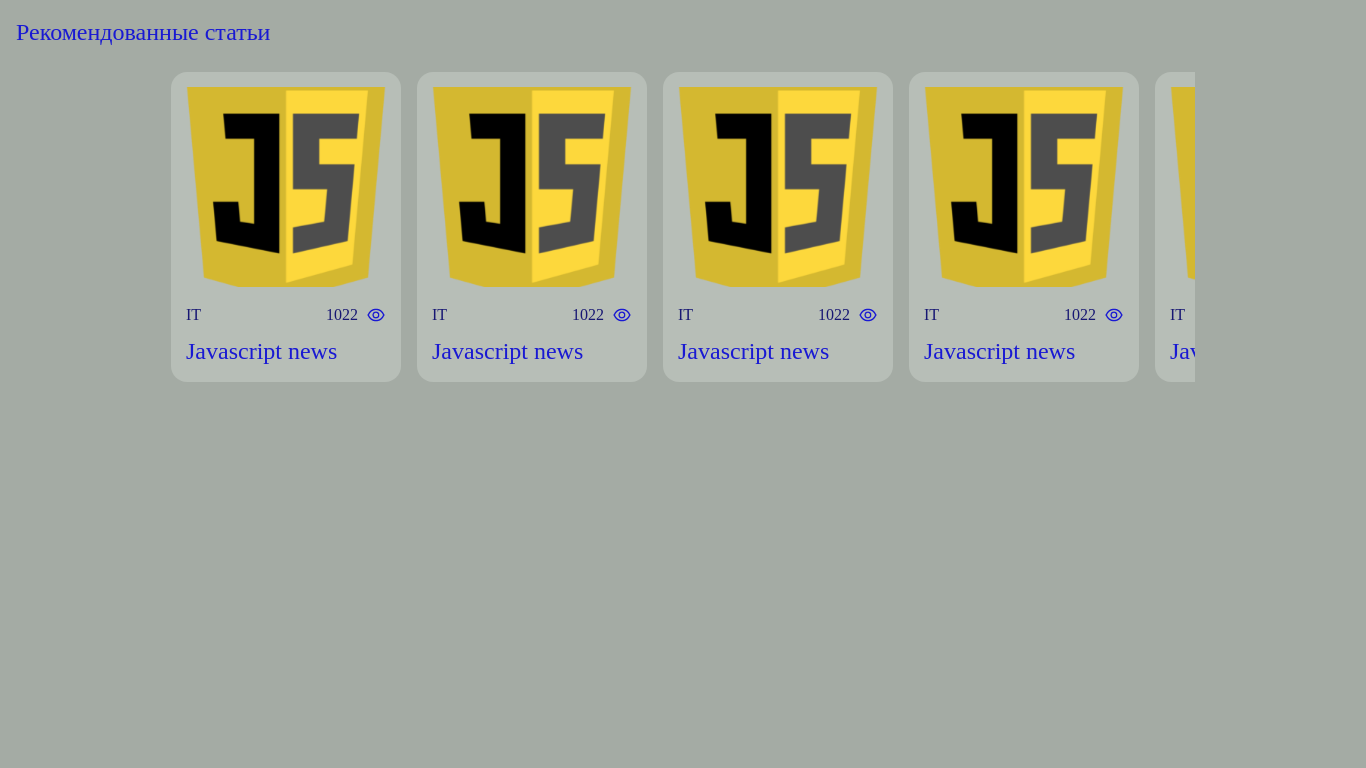 Рекомендованные статьи
JS JS JS JS
IT 1022 IT 1022 IT 1022 IT 1022 IT
Javascript news Javascript news Javascript news Javascript news Jav